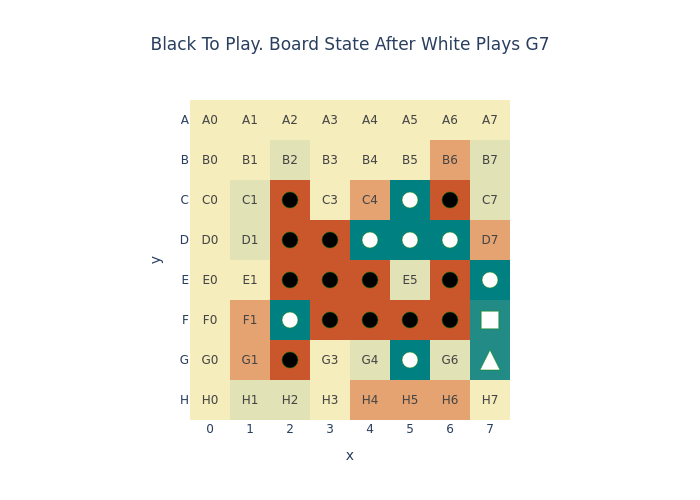 Black To Play. Board State After White Plays G7
A A0 A1 A2 A3 A4 A5 A6 A7
B B0 B1 B2 B3 B4 B5 B6 B7
C C0 C1 C3 C4 C7
D D0 D1 D7
y
E E0 E1 E5
F F0 F1
G G0 G1 G3 G4 G6
H H0 H1 H2 H3 H4 H5 H6 H7
0 1 2 3 4 5 6 7
x